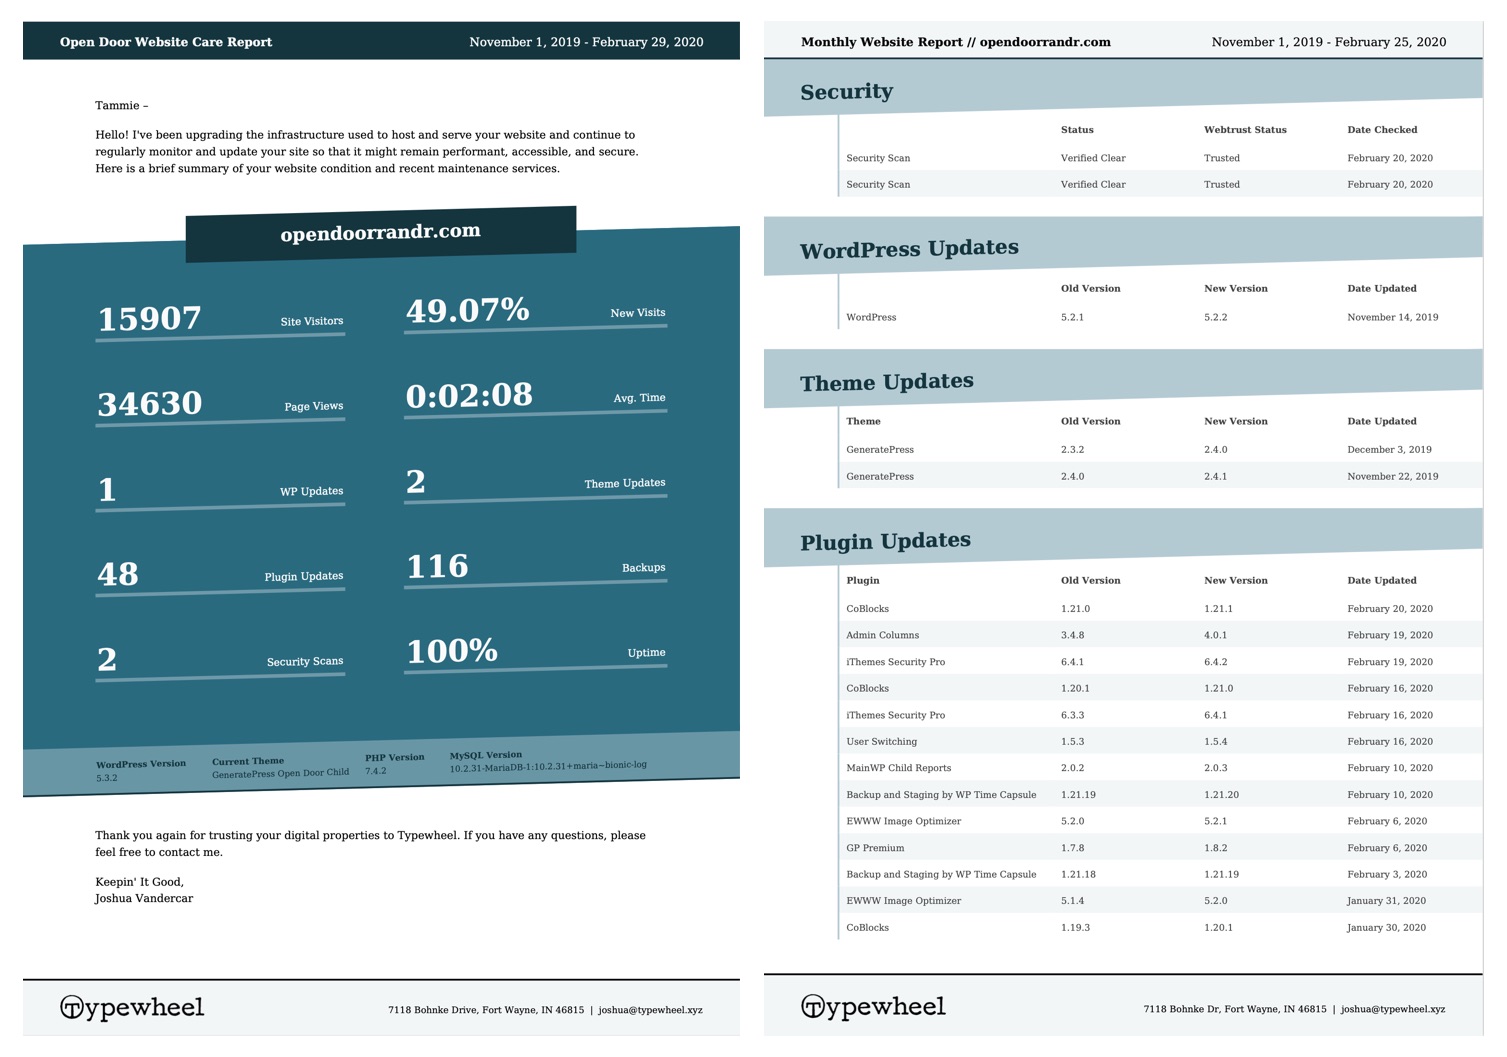 Open Door Website Care Report November 1, 2019 - February 29, 2020
Tammie –
Hello! I've been upgrading the infrastructure used to host and serve your website and continue to
regularly monitor and update your site so that it might remain performant, accessible, and secure.
Here is a brief summary of your website condition and recent maintenance services.
opendoorrandr.com
15907 Site Visitors 49.07% New Visits
34630 Page Views 0:02:08 Avg. Time
1 WP Updates 2 Theme Updates
48 Plugin Updates 116 Backups
2 Security Scans 100% Uptime
WordPress Version Current Theme PHP Version MySQL Version
5.3.2 GeneratePress Open Door Child 7.4.2 10.2.31-MariaDB-1:10.2.31+maria~bionic-log
Thank you again for trusting your digital properties to Typewheel. If you have any questions, please
feel free to contact me.
Keepin' It Good,
Joshua Vandercar
Typewheel 7118 Bohnke Drive, Fort Wayne, IN 46815 | joshua@typewheel.xyz
Monthly Website Report // opendoorrandr.com November 1, 2019 - February 25, 2020
Security
Status Webtrust Status Date Checked
Security Scan Verified Clear Trusted February 20, 2020
Security Scan Verified Clear Trusted February 20, 2020
WordPress Updates
Old Version New Version Date Updated
WordPress 5.2.1 5.2.2 November 14, 2019
Theme Updates
Theme Old Version New Version Date Updated
GeneratePress 2.3.2 2.4.0 December 3, 2019
GeneratePress 2.4.0 2.4.1 November 22, 2019
Plugin Updates
Plugin Old Version New Version Date Updated
CoBlocks 1.21.0 1.21.1 February 20, 2020
Admin Columns 3.4.8 4.0.1 February 19, 2020
iThemes Security Pro 6.4.1 6.4.2 February 19, 2020
CoBlocks 1.20.1 1.21.0 February 16, 2020
iThemes Security Pro 6.3.3 6.4.1 February 16, 2020
User Switching 1.5.3 1.5.4 February 16, 2020
MainWP Child Reports 2.0.2 2.0.3 February 10, 2020
Backup and Staging by WP Time Capsule 1.21.19 1.21.20 February 10, 2020
EWWW Image Optimizer 5.2.0 5.2.1 February 6, 2020
GP Premium 1.7.8 1.8.2 February 6, 2020
Backup and Staging by WP Time Capsule 1.21.18 1.21.19 February 3, 2020
EWWW Image Optimizer 5.1.4 5.2.0 January 31, 2020
CoBlocks 1.19.3 1.20.1 January 30, 2020
Typewheel 7118 Bohnke Dr, Fort Wayne, IN 46815 | joshua@typewheel.xyz